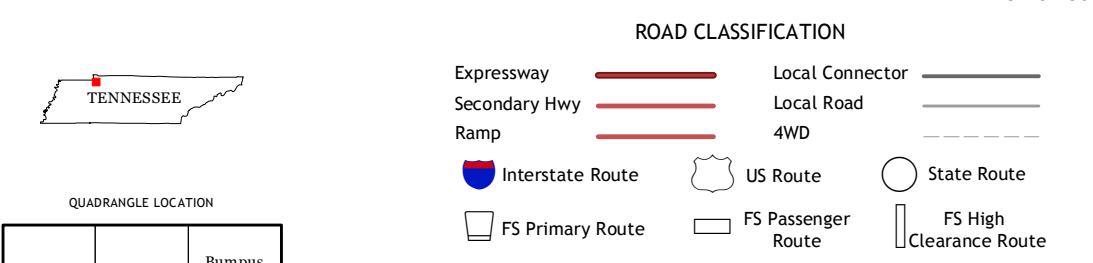 ROAD CLASSIFICATION
Expressway
Local Connector
Secondary Hwy
Local Road
Ramp
4WD
Interstate Route
US Route
State Route
FS Primary Route
FS Passenger
Route
FS High
Clearance Route
TENNESSEE
QUADRANGLE LOCATION
Bumpus